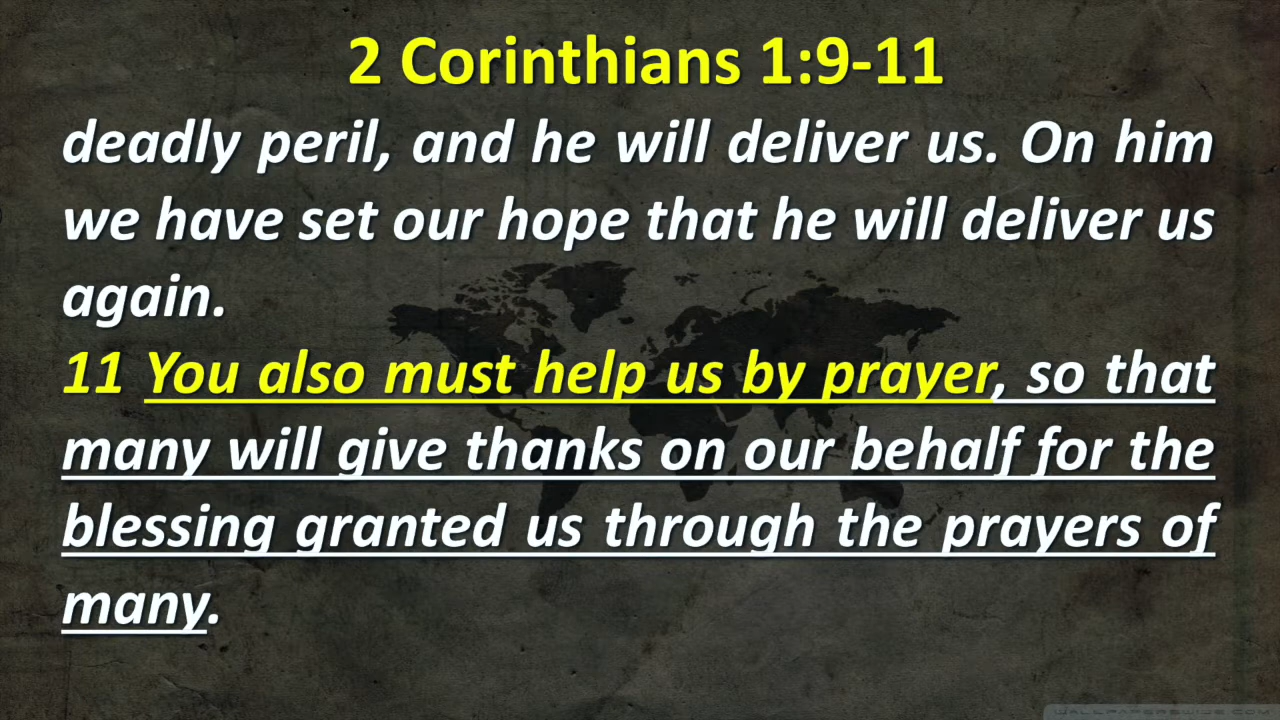 2 Corinthians 1:9-11
deadly peril, and he will deliver us. On him
we have set our hope that he will deliver us
again.
11 You also must help us by prayer, so that
many will give thanks on our behalf for the
blessing granted us through the prayers of
many.
WALLPAPERSWIDE.COM